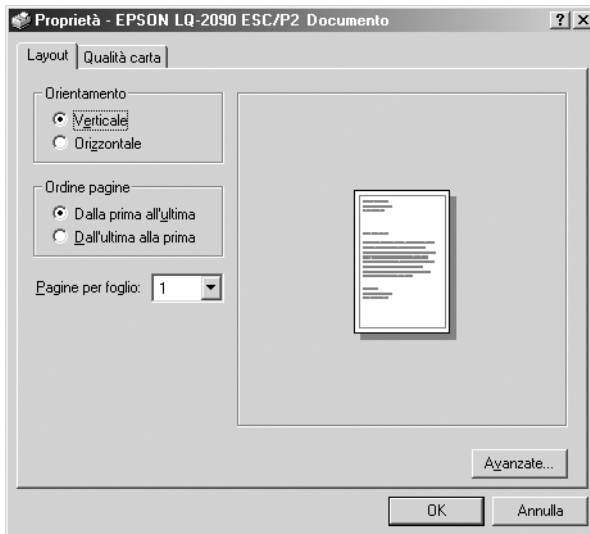 Proprietà - EPSON LQ-2090 ESC/P2 Documento
Layout
Qualità carta
Orientamento
Verticale
Orizzontale
Ordine pagine
Dalla prima all'ultima
Dall'ultima alla prima
Pagine per foglio: 1
Avanzate...
OK
Annulla